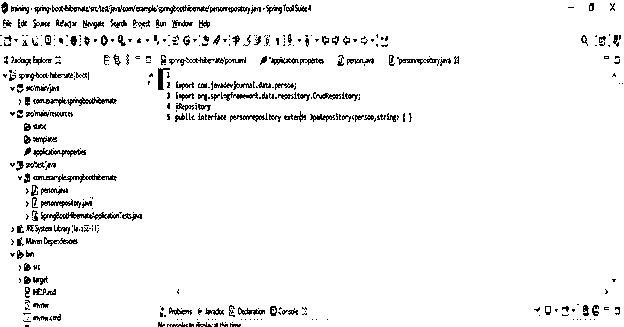 training - spring-boot-hibernate/src/test/java/com/example/springboothibernate/personrepository.java - Spring Tool Suite 4
File Edit Source Refactor Navigate Search Project Run Window Help
Package Explorer
spring-boot-hibernate/pom.xml
*application.properties
person.java
*personrepository.java
spring-boot-hibernate [boot]
src/main/java
com.example.springboothibernate
src/main/resources
static
templates
application.properties
src/test/java
com.example.springboothibernate
person.java
personrepository.java
SpringBootHibernateApplicationTests.java
JRE System Library
Maven Dependencies
bin
src
target
HELP.md
mvnw
mvnw.cmd
1
2 import com.javadevjournal.data.person;
3 import org.springframework.data.repository.CrudRepository;
4 @Repository
5 public interface personrepository extends JpaRepository<person,string> { }
Problems Javadoc Declaration Console
No consoles to display at this time.